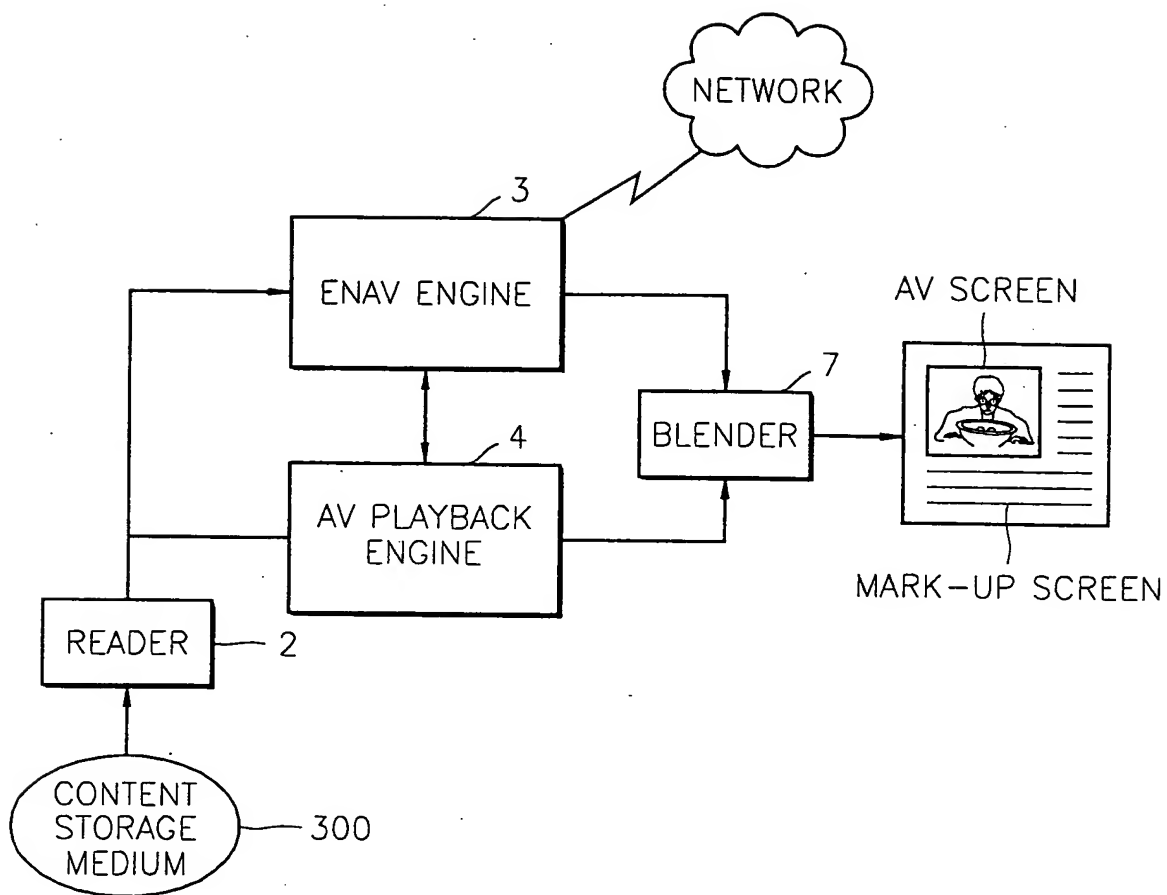 NETWORK
3
ENAV ENGINE
AV SCREEN
7
BLENDER
4
AV PLAYBACK
ENGINE
MARK-UP SCREEN
READER
2
CONTENT
STORAGE
MEDIUM
300